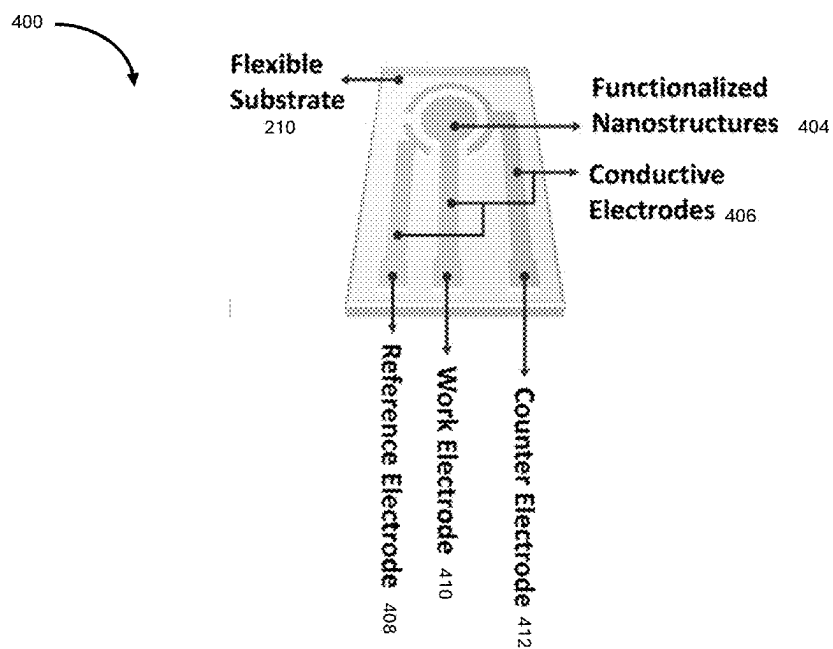 400
Flexible
Substrate
210
Functionalized
Nanostructures 404
Conductive
Electrodes 406
Reference Electrode 408
Work Electrode 410
Counter Electrode 412